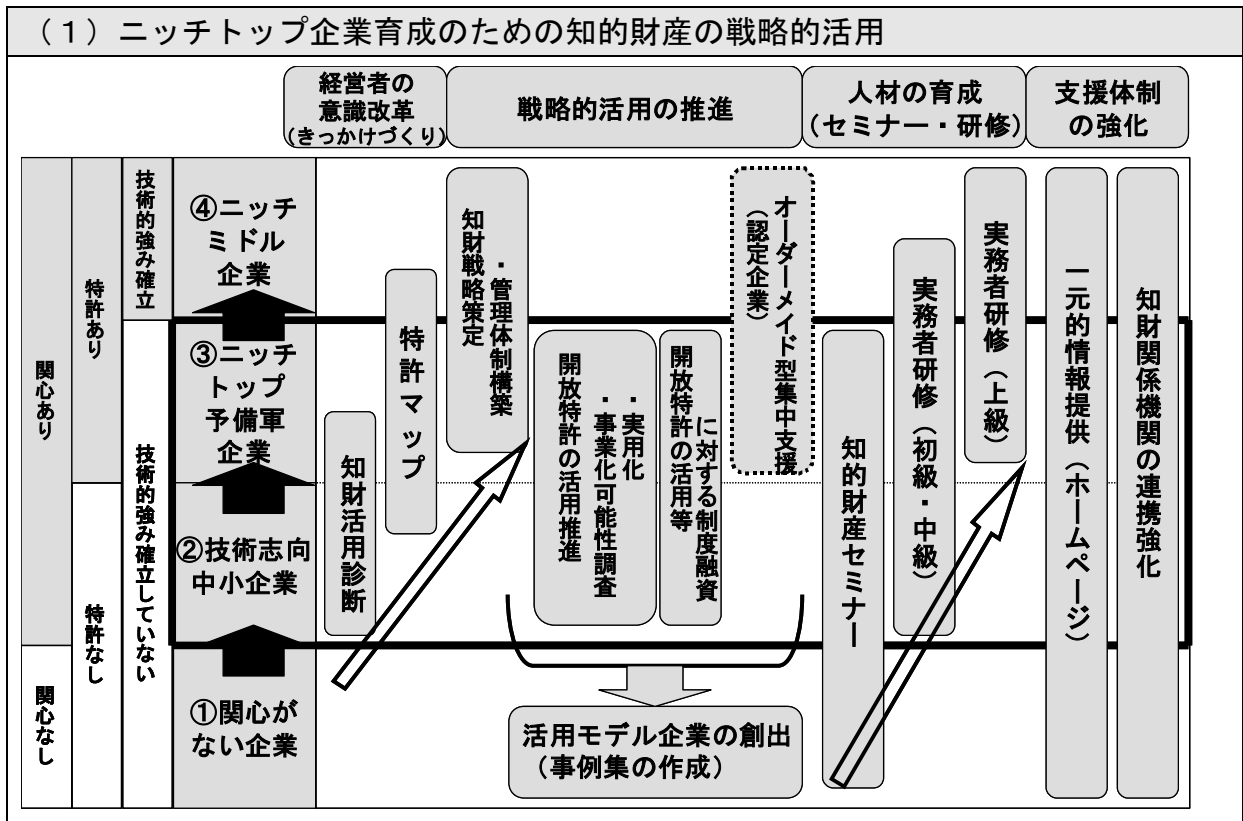 （１）ニッチトップ企業育成のための知的財産の戦略的活用
経営者の
意識改革
(きっかけづくり)
戦略的活用の推進
人材の育成
(セミナー・研修)
支援体制
の強化
関心あり
関心なし
特許あり
特許なし
技術的強み確立
技術的強み確立していない
④ニッチ
ミドル
企業
③ニッチ
トップ
予備軍
企業
②技術志向
中小企業
①関心が
ない企業
知財活用診断
特許マップ
知財戦略策定
・管理体制構築
開放特許の活用推進
・事業化可能性調査
・実用化
開放特許の活用等
に対する制度融資
オーダーメイド型集中支援
（認定企業）
活用モデル企業の創出
（事例集の作成）
知的財産セミナー
実務者研修（初級・中級）
実務者研修（上級）
一元的情報提供（ホームページ）
知財関係機関の連携強化